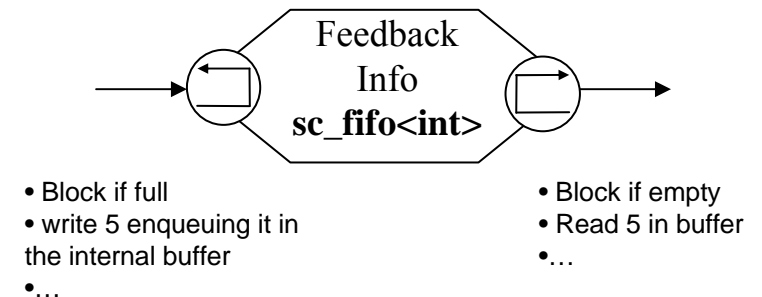 Feedback
Info
sc_fifo<int>
• Block if full
• write 5 enqueuing it in
the internal buffer
•…
• Block if empty
• Read 5 in buffer
•…